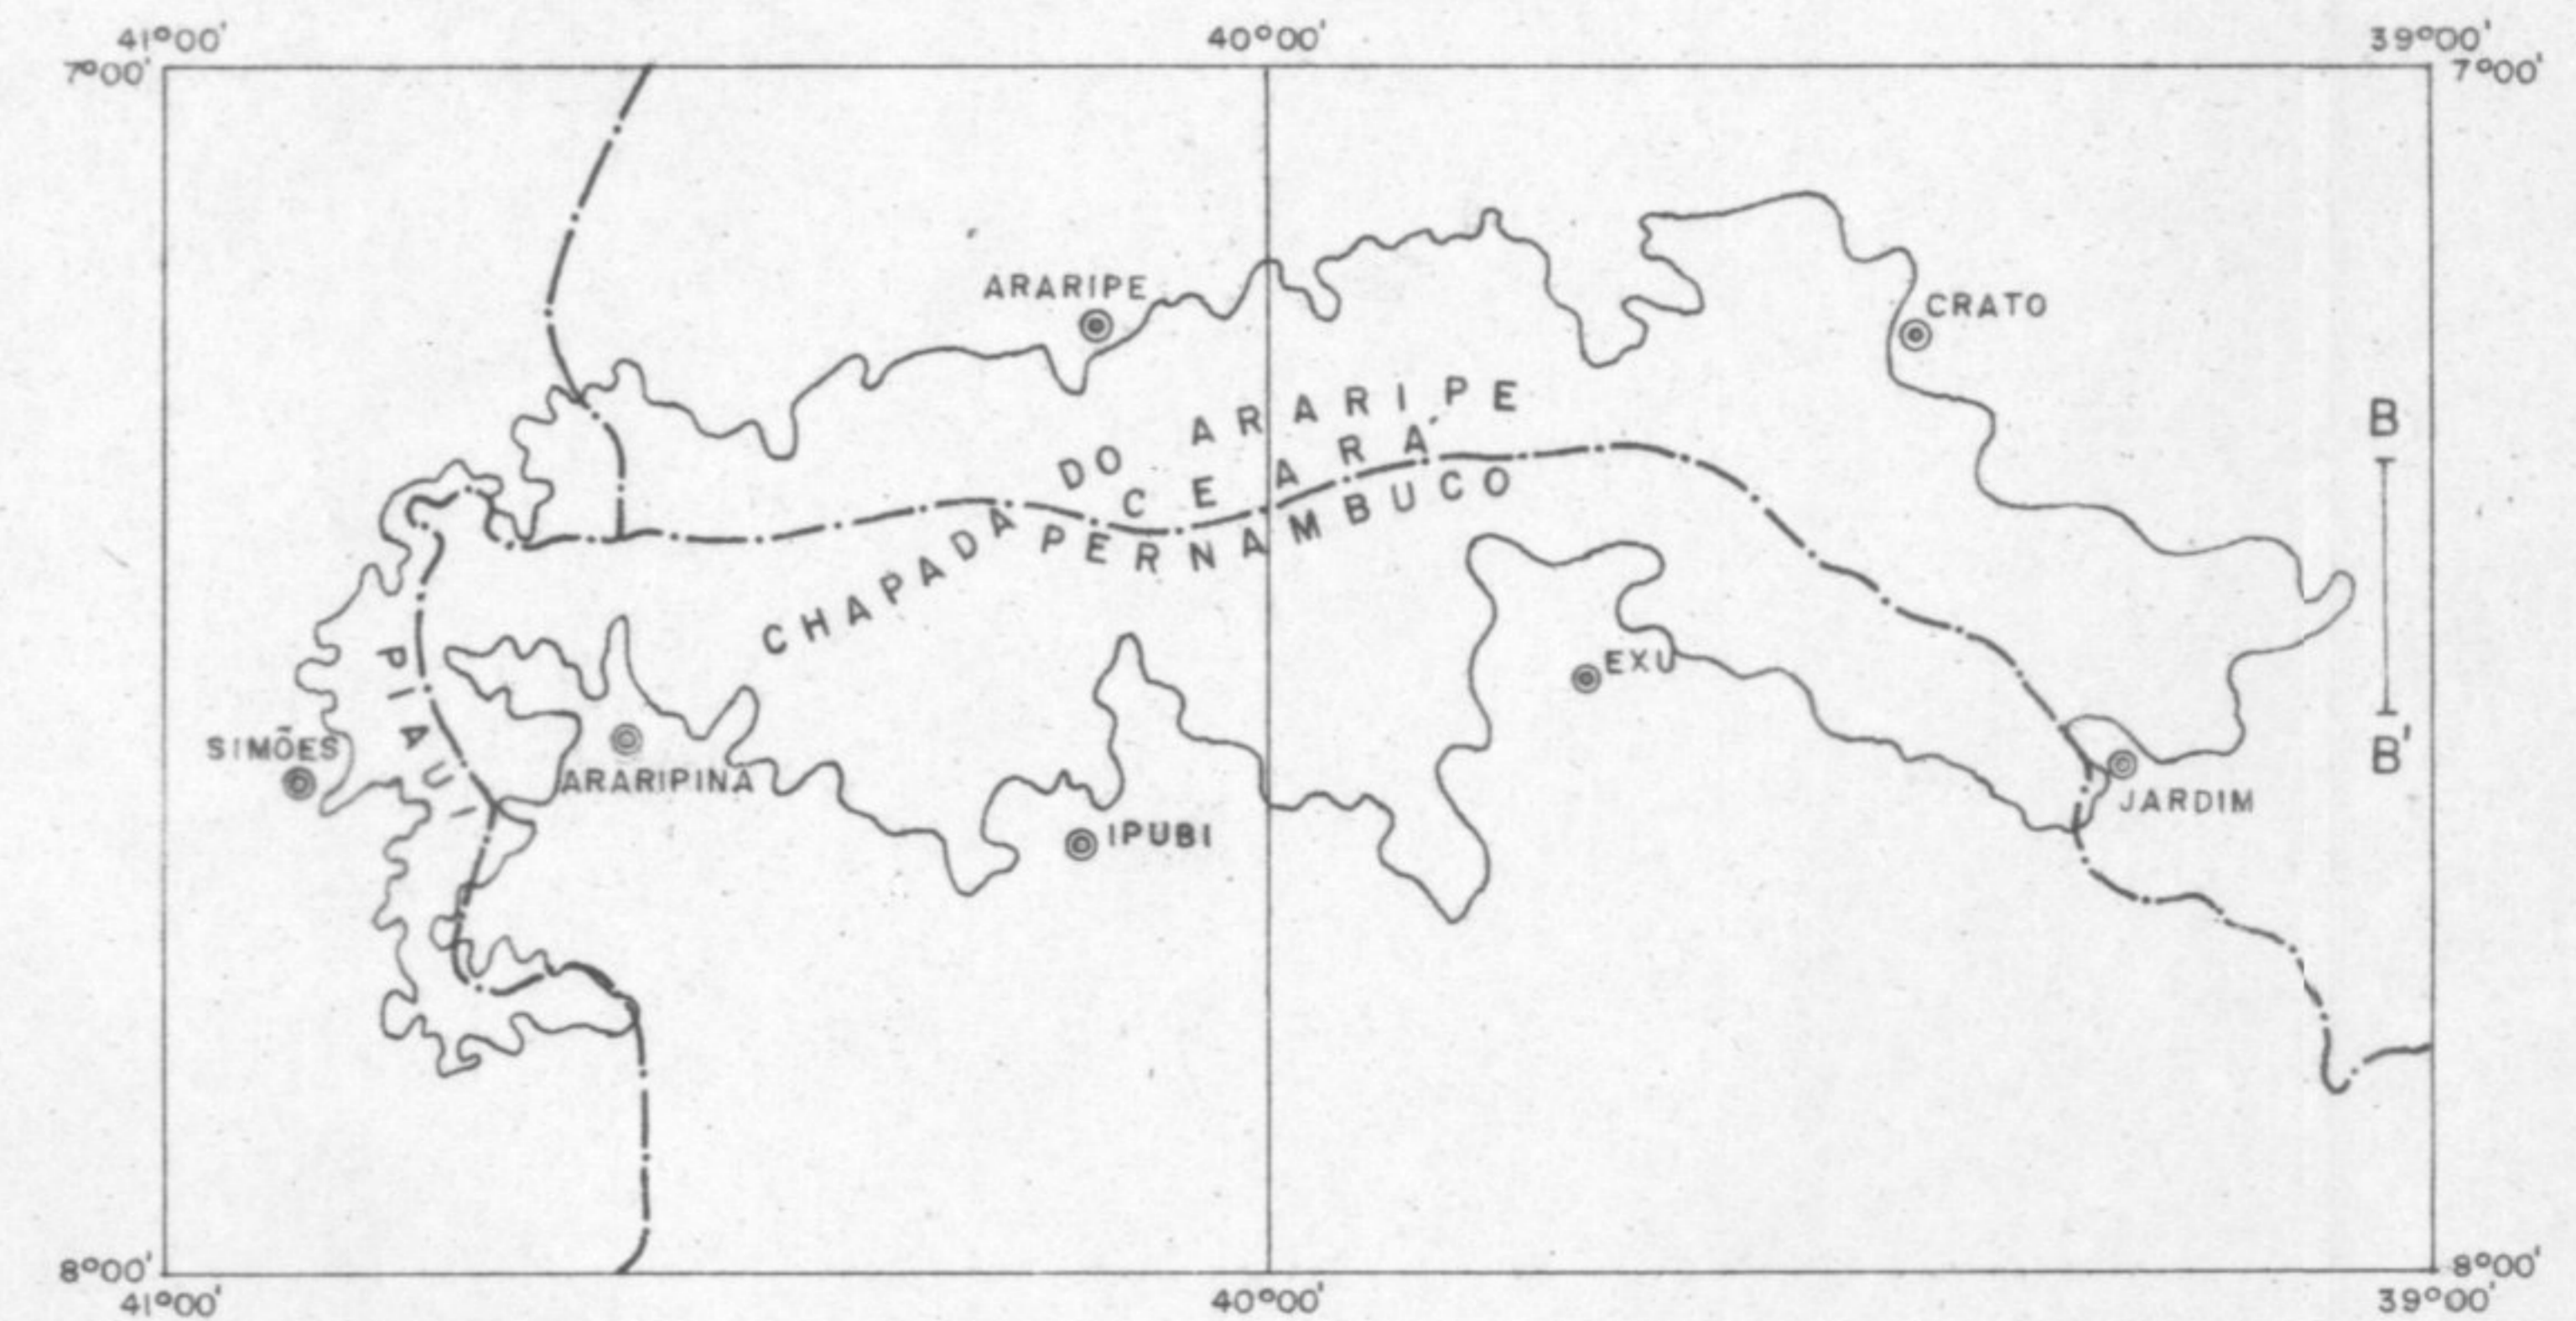 41°00' 40°00' 39°00'
7°00' 7°00'
ARARIPE
CRATO
CHAPADA DO ARARIPE
CEARÁ
PERNAMBUCO
B
PIAUÍ
EXU
SIMÕES
B'
ARARIPINA
JARDIM
IPUBI
8°00' 8°00'
41°00' 40°00' 39°00'